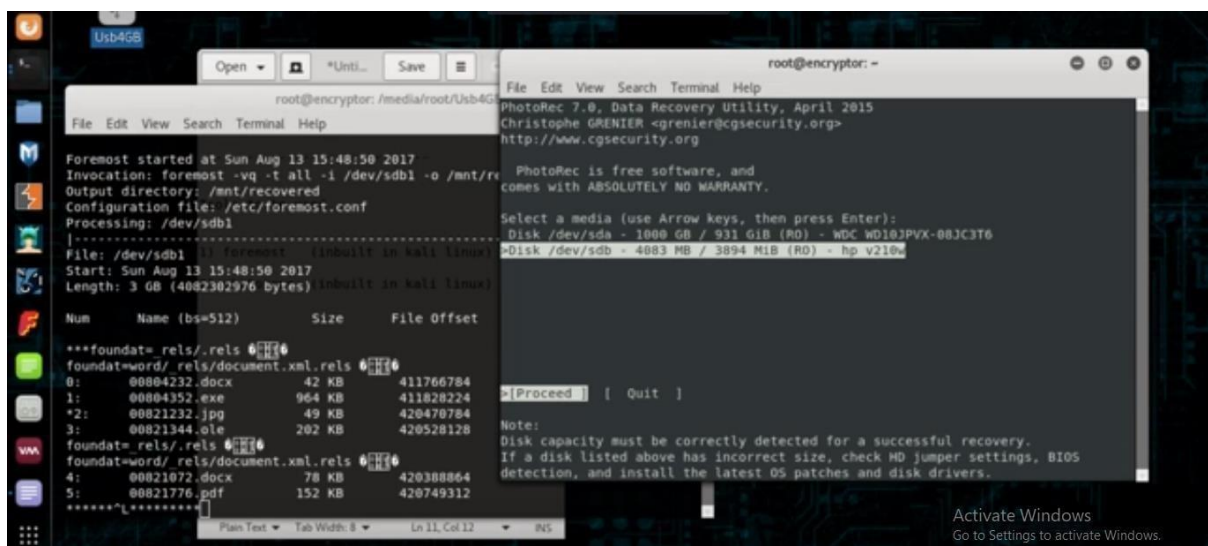 Usb4GB
Open
*Unti...
Save
root@encryptor: /media/root/Usb4G
File Edit View Search Terminal Help
Foremost started at Sun Aug 13 15:48:50 2017
Invocation: foremost -vq -t all -i /dev/sdb1 -o /mnt/re
Output directory: /mnt/recovered
Configuration file: /etc/foremost.conf
Processing: /dev/sdb1
|------------------------------------------------
File: /dev/sdb1
1) foremost (inbuilt in kali linux)
Start: Sun Aug 13 15:48:50 2017
Length: 3 GB (4082302976 bytes)
(inbuilt in kali linux)
Num Name (bs=512) Size File Offset
***foundat=_rels/.rels
foundat=word/_rels/document.xml.rels
0: 00804232.docx 42 KB 411766784
1: 00804352.exe 964 KB 411828224
*2: 00821232.jpg 49 KB 420470784
3: 00821344.ole 202 KB 420528128
foundat=_rels/.rels
foundat=word/_rels/document.xml.rels
4: 00821072.docx 78 KB 420388864
5: 00821776.pdf 152 KB 420749312
******^L*********
Plain Text Tab Width: 8 Ln 11, Col 12 INS
root@encryptor: ~
File Edit View Search Terminal Help
PhotoRec 7.0, Data Recovery Utility, April 2015
Christophe GRENIER <grenier@cgsecurity.org>
http://www.cgsecurity.org
PhotoRec is free software, and
comes with ABSOLUTELY NO WARRANTY.
Select a media (use Arrow keys, then press Enter):
Disk /dev/sda - 1000 GB / 931 GiB (RO) - WDC WD10JPVX-08JC3T6
>Disk /dev/sdb - 4083 MB / 3894 MiB (RO) - hp v210w
>[Proceed ] [ Quit ]
Note:
Disk capacity must be correctly detected for a successful recovery.
If a disk listed above has incorrect size, check HD jumper settings, BIOS
detection, and install the latest OS patches and disk drivers.
Activate Windows
Go to Settings to activate Windows.